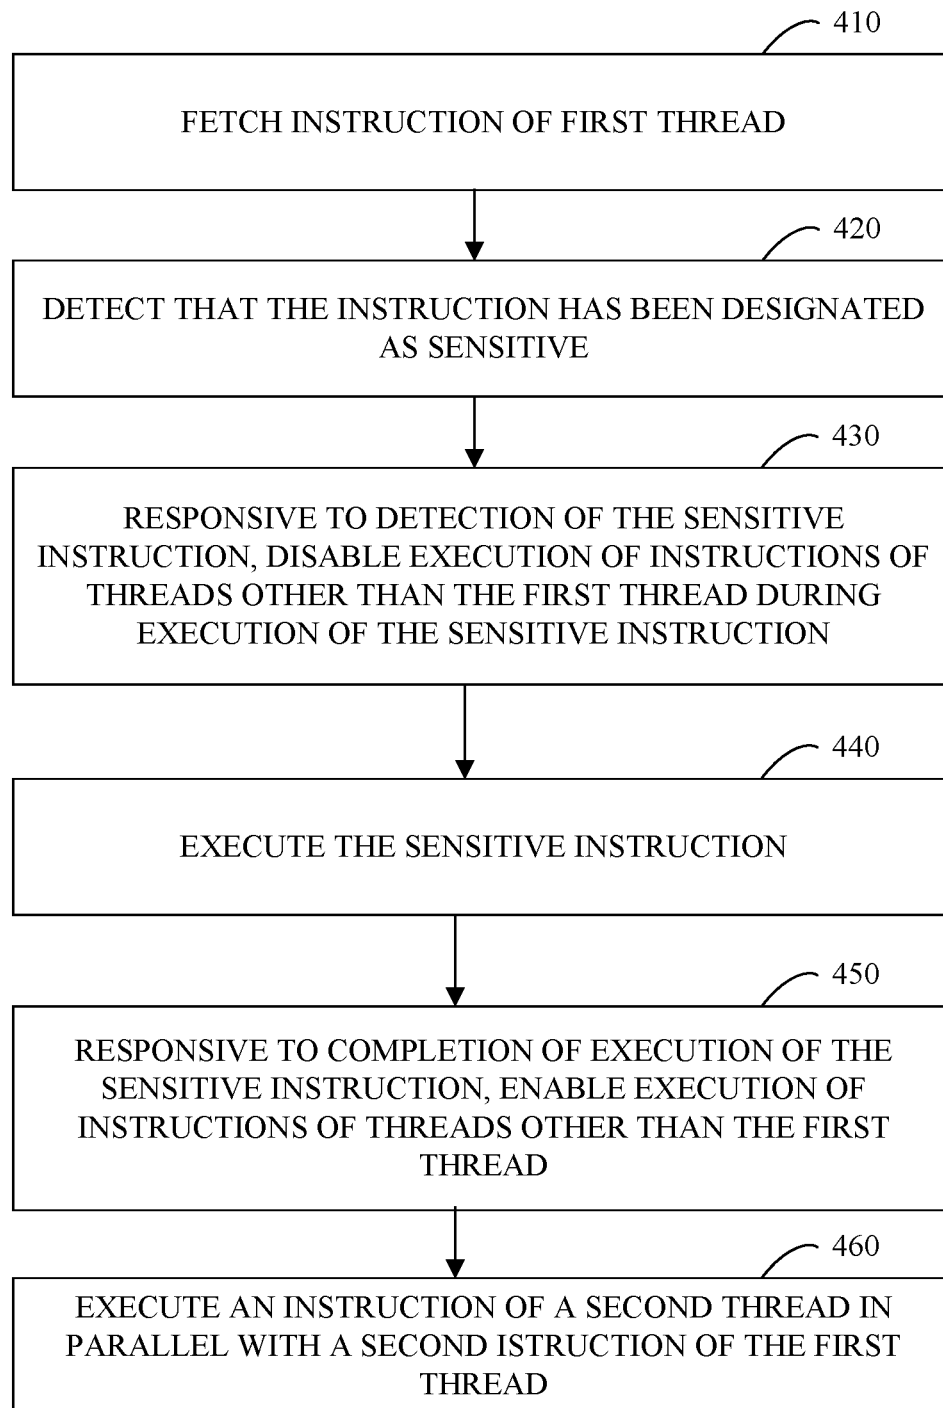 410
FETCH INSTRUCTION OF FIRST THREAD
420
DETECT THAT THE INSTRUCTION HAS BEEN DESIGNATED
AS SENSITIVE
430
RESPONSIVE TO DETECTION OF THE SENSITIVE
INSTRUCTION, DISABLE EXECUTION OF INSTRUCTIONS OF
THREADS OTHER THAN THE FIRST THREAD DURING
EXECUTION OF THE SENSITIVE INSTRUCTION
440
EXECUTE THE SENSITIVE INSTRUCTION
450
RESPONSIVE TO COMPLETION OF EXECUTION OF THE
SENSITIVE INSTRUCTION, ENABLE EXECUTION OF
INSTRUCTIONS OF THREADS OTHER THAN THE FIRST
THREAD
460
EXECUTE AN INSTRUCTION OF A SECOND THREAD IN
PARALLEL WITH A SECOND ISTRUCTION OF THE FIRST
THREAD